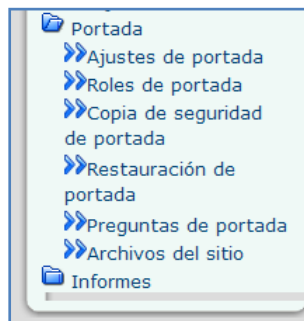 Portada
Ajustes de portada
Roles de portada
Copia de seguridad
de portada
Restauración de
portada
Preguntas de portada
Archivos del sitio
Informes